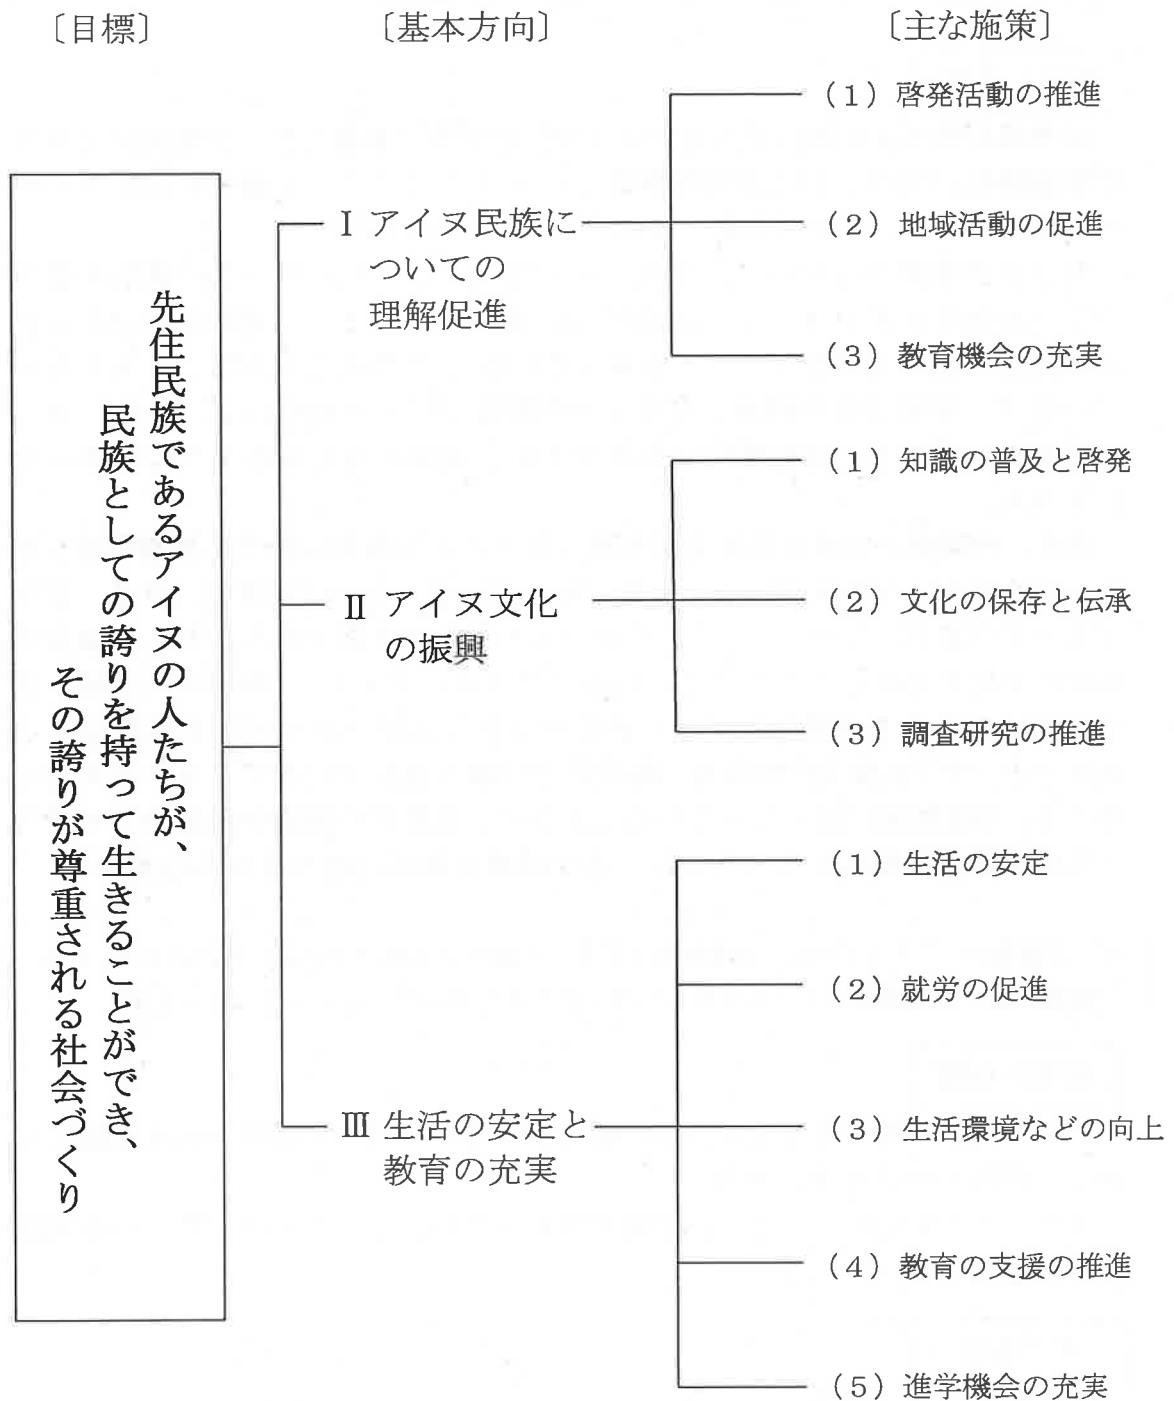 〔目標〕
〔基本方向〕
〔主な施策〕
先住民族であるアイヌの人たちが、
民族としての誇りを持って生きることができ、
その誇りが尊重される社会づくり
Ⅰ アイヌ民族に
ついての
理解促進
(1)啓発活動の推進
(2)地域活動の促進
(3)教育機会の充実
Ⅱ アイヌ文化
の振興
(1)知識の普及と啓発
(2)文化の保存と伝承
(3)調査研究の推進
Ⅲ 生活の安定と
教育の充実
(1)生活の安定
(2)就労の促進
(3)生活環境などの向上
(4)教育の支援の推進
(5)進学機会の充実